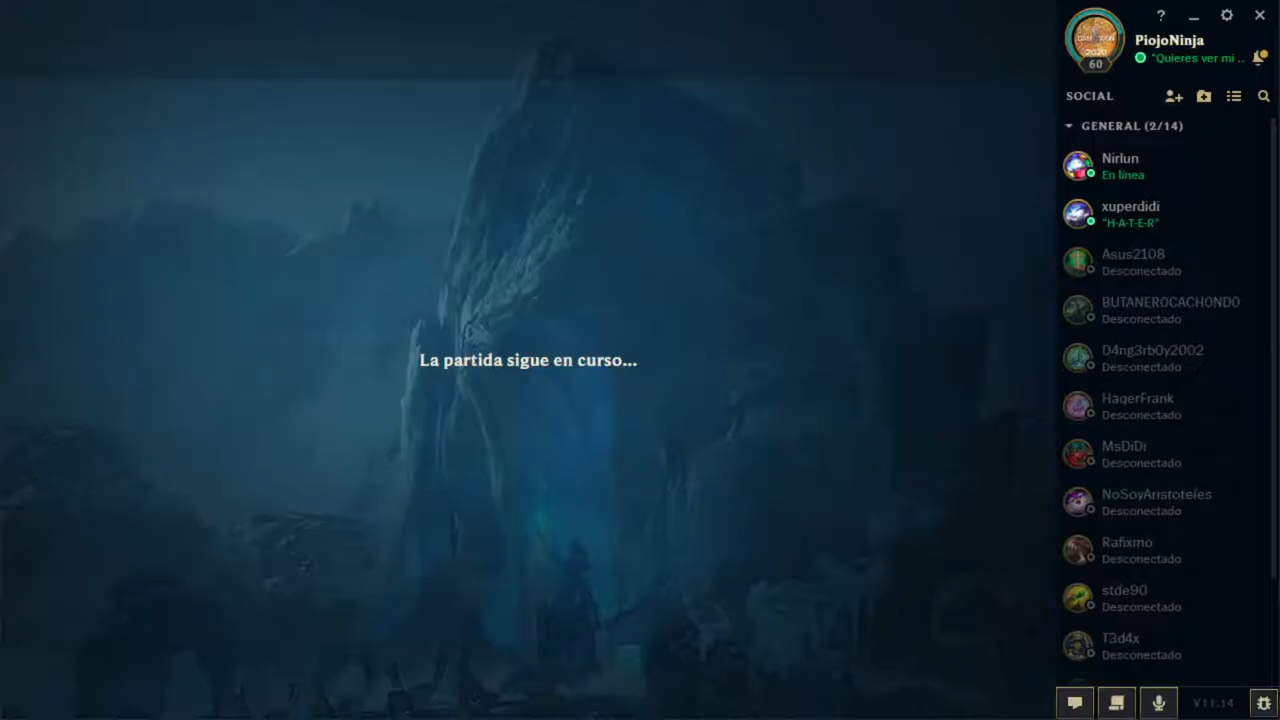 ?
PiojoNinja
60
"Quieres ver mi ..
SOCIAL
GENERAL (2/14)
Nirlun
En línea
xuperdidi
"H-A-T-E-R"
Asus2108
Desconectado
BUTANEROCACHONDO
Desconectado
D4ng3rb0y2002
Desconectado
HaqerFrank
Desconectado
MsDiDi
Desconectado
NoSoyAristoteles
Desconectado
Rafixmo
Desconectado
stde90
Desconectado
T3d4x
Desconectado
La partida sigue en curso...
V11.14